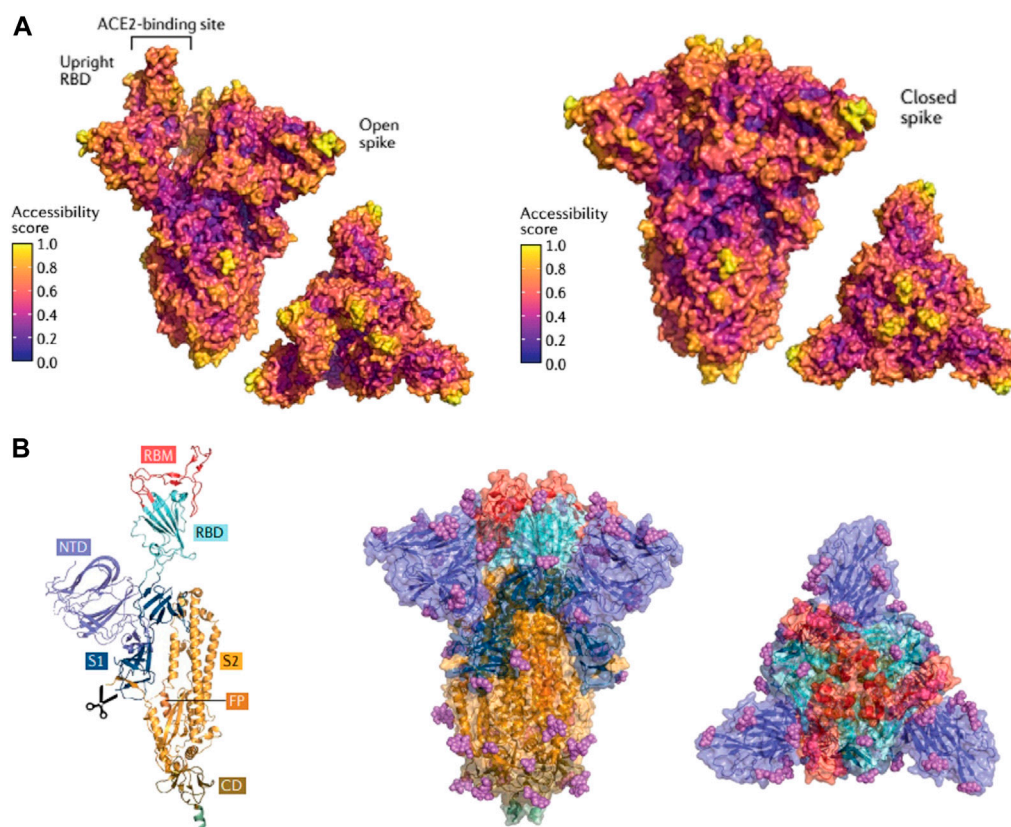 A
ACE2-binding site
Upright
RBD
Open
spike
Accessibility
score
1.0
0.8
0.6
0.4
0.2
0.0
Closed
spike
Accessibility
score
1.0
0.8
0.6
0.4
0.2
0.0
B
RBM
RBD
NTD
S1
S2
FP
CD